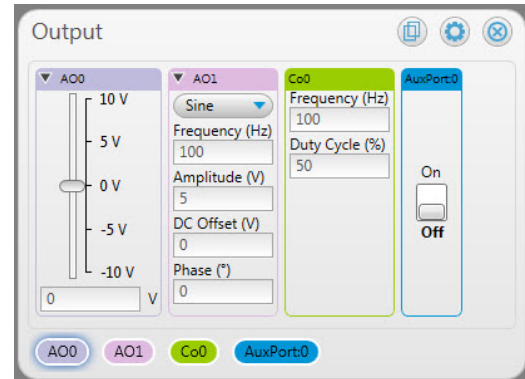 Output
AO0
10 V
5 V
0 V
-5 V
-10 V
0 V
AO1
Sine
Frequency (Hz)
100
Amplitude (V)
5
DC Offset (V)
0
Phase (°)
0
Co0
Frequency (Hz)
100
Duty Cycle (%)
50
AuxPort:0
On
Off
AO0 AO1 Co0 AuxPort:0